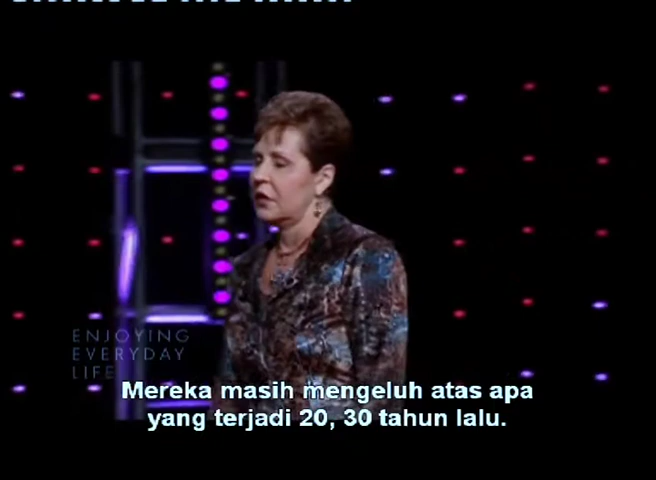 ENJOYING
EVERYDAY
LIFE
Mereka masih mengeluh atas apa
yang terjadi 20, 30 tahun lalu.